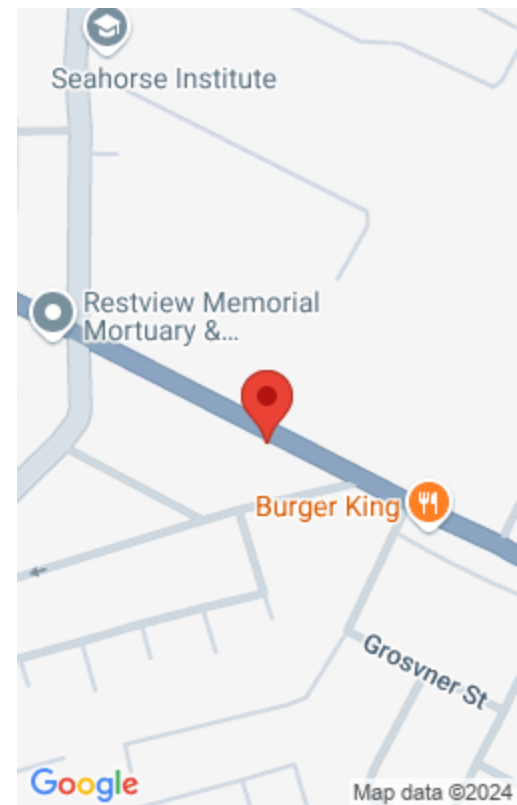 Seahorse Institute
Restview Memorial
Mortuary &...
Burger King
Grosvner St
Google
Map data ©2024